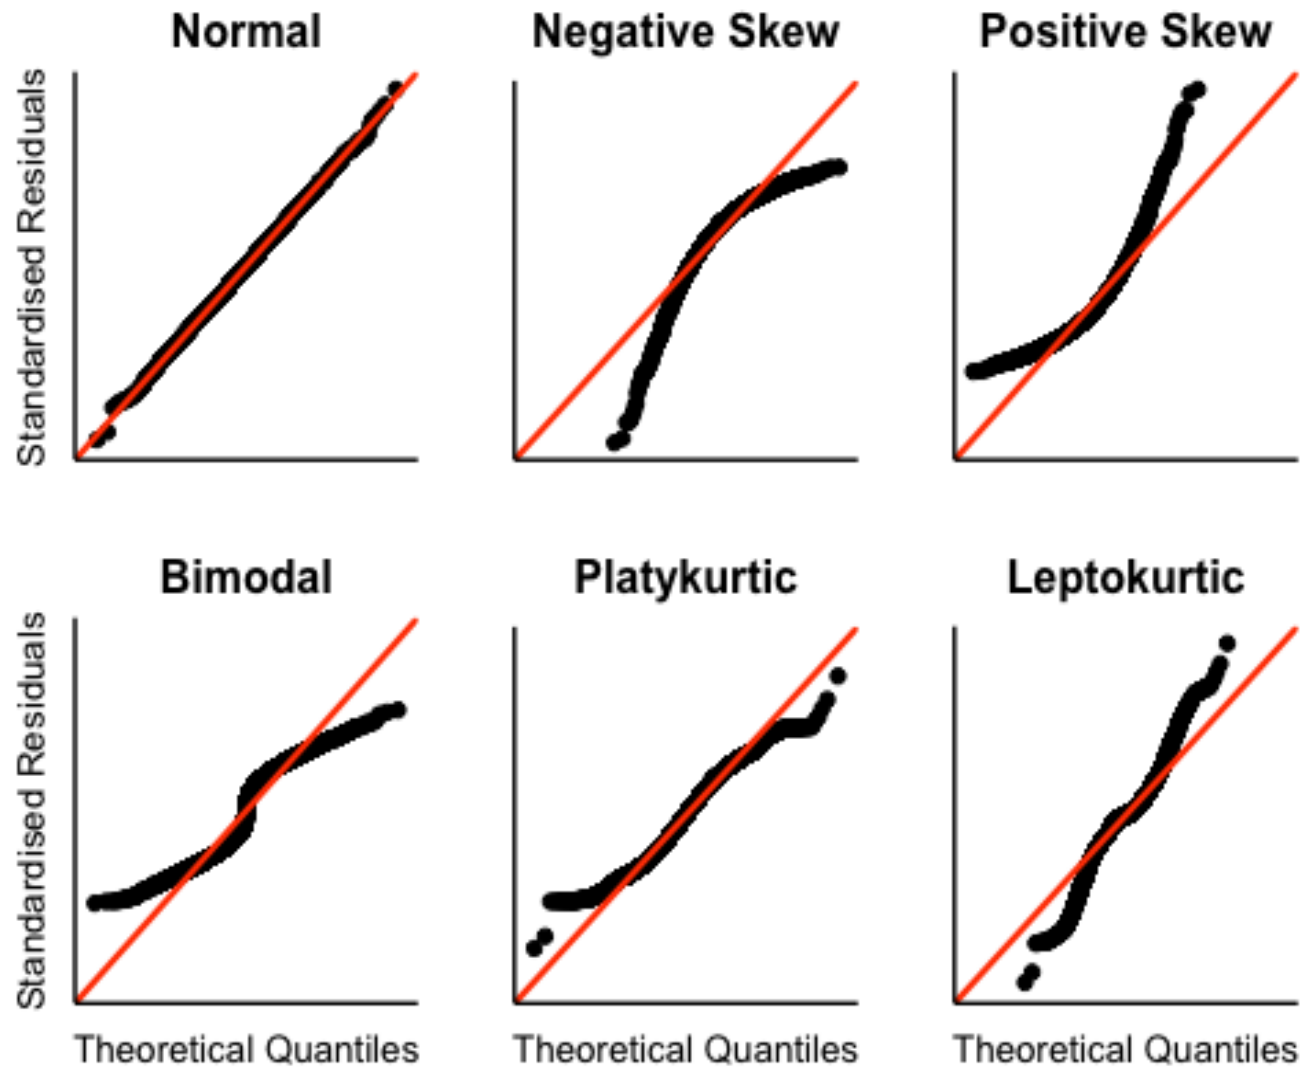 Normal
Negative Skew
Positive Skew
Standardised Residuals
Bimodal
Platykurtic
Leptokurtic
Standardised Residuals
Theoretical Quantiles
Theoretical Quantiles
Theoretical Quantiles